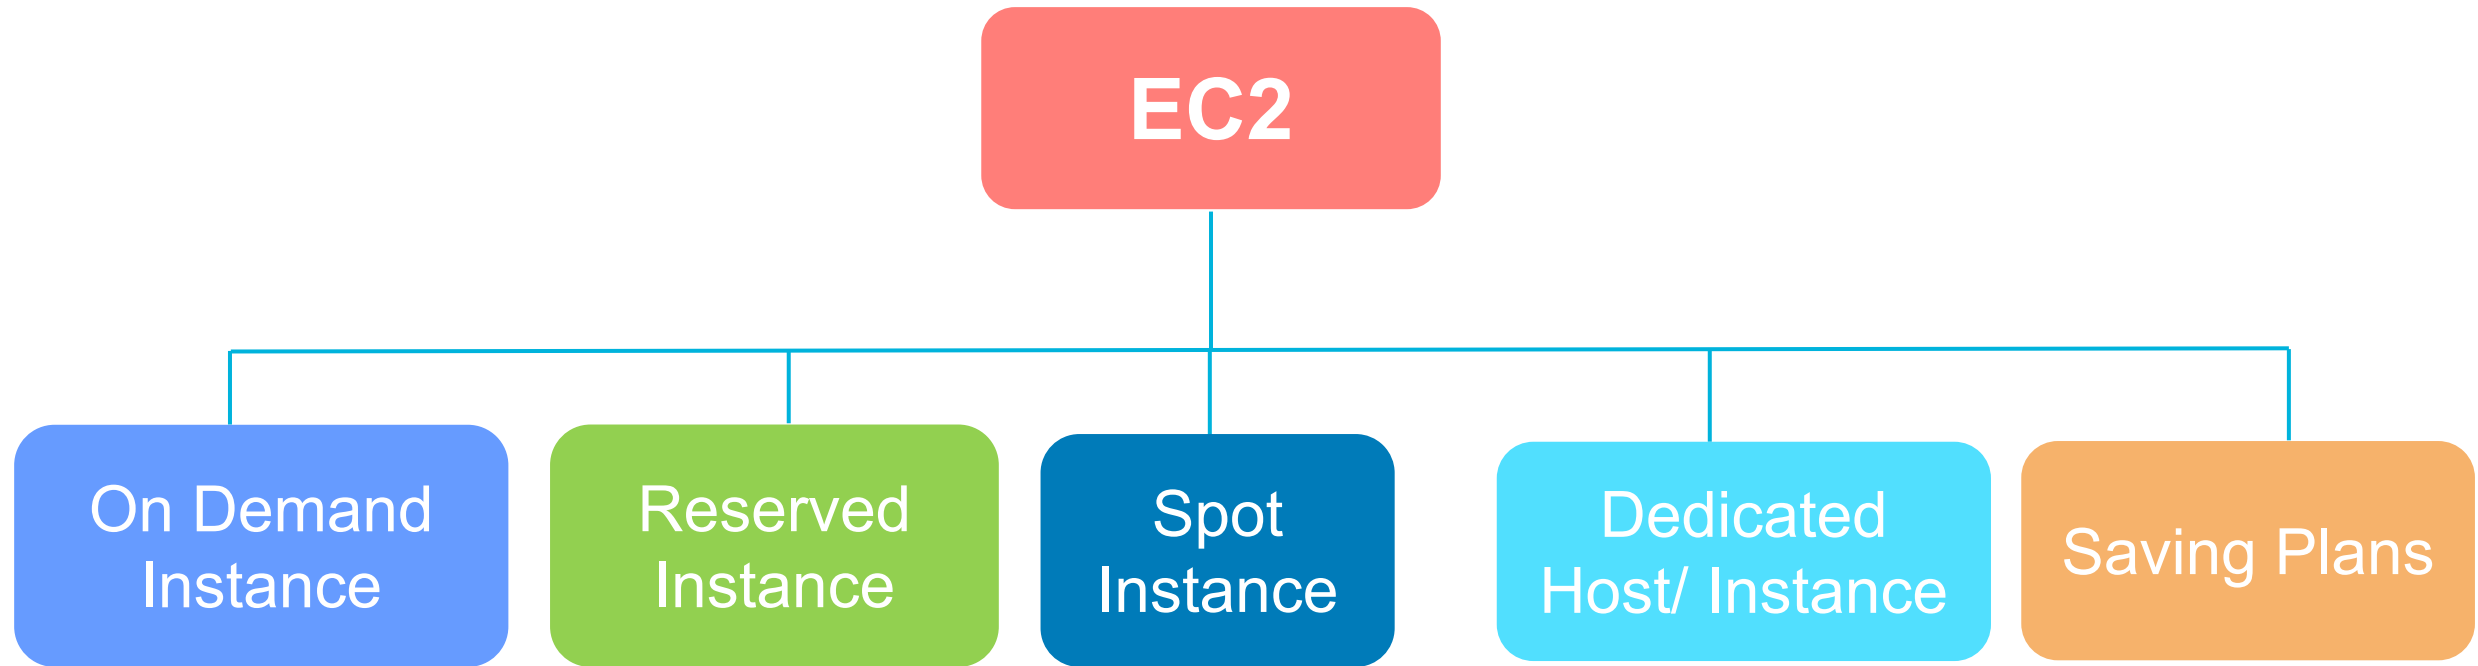 EC2
On Demand
Instance
Reserved
Instance
Spot
Instance
Dedicated
Host/ Instance
Saving Plans